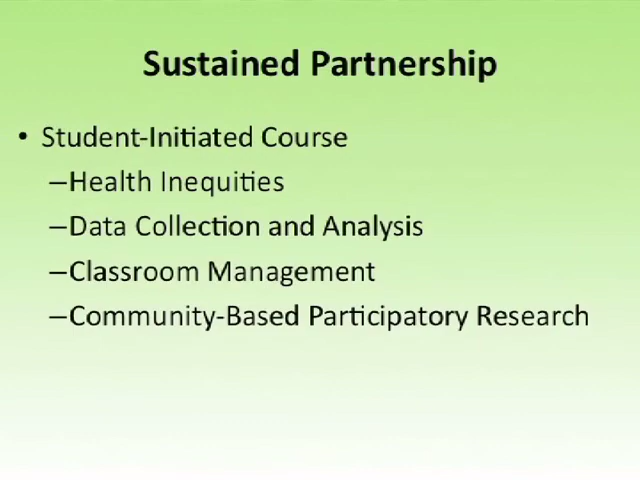 Sustained Partnership
• Student-Initiated Course
–Health Inequities
–Data Collection and Analysis
–Classroom Management
–Community-Based Participatory Research